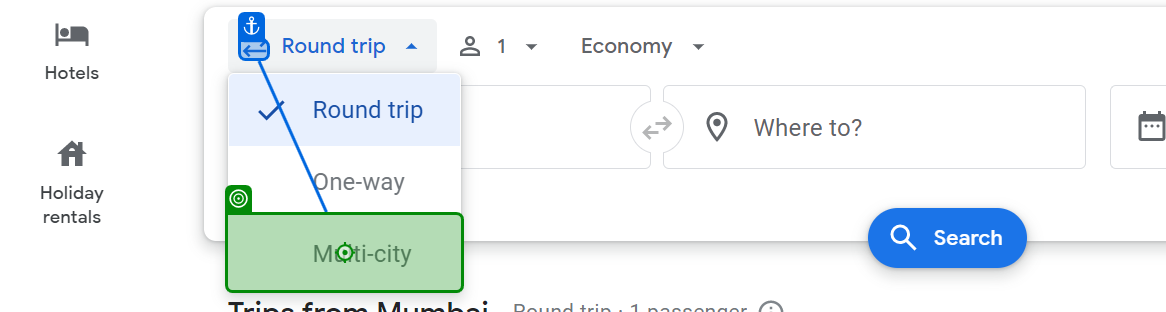 Hotels
Holiday
rentals
Round trip
1
Economy
Round trip
One-way
Multi-city
Where to?
Search
Trips from Mumbai
Round trip · 1 passenger